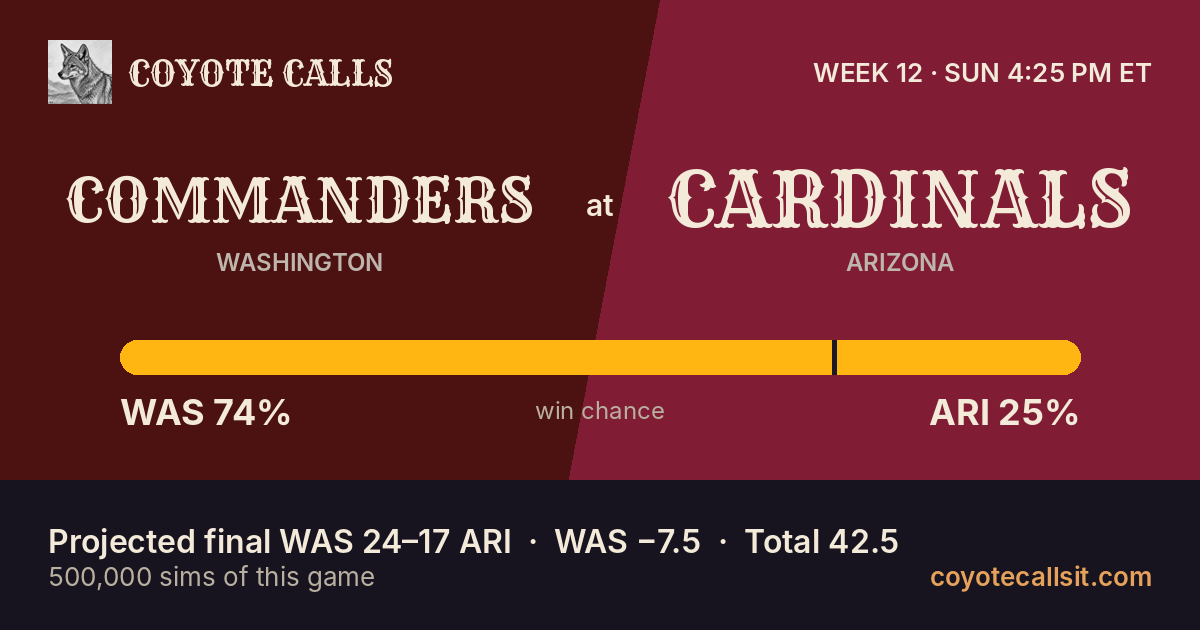 COYOTE CALLS
WEEK 12 · SUN 4:25 PM ET
COMMANDERS at CARDINALS
WASHINGTON ARIZONA
WAS 74% win chance ARI 25%
Projected final WAS 24–17 ARI · WAS −7.5 · Total 42.5
500,000 sims of this game
coyotecallsit.com